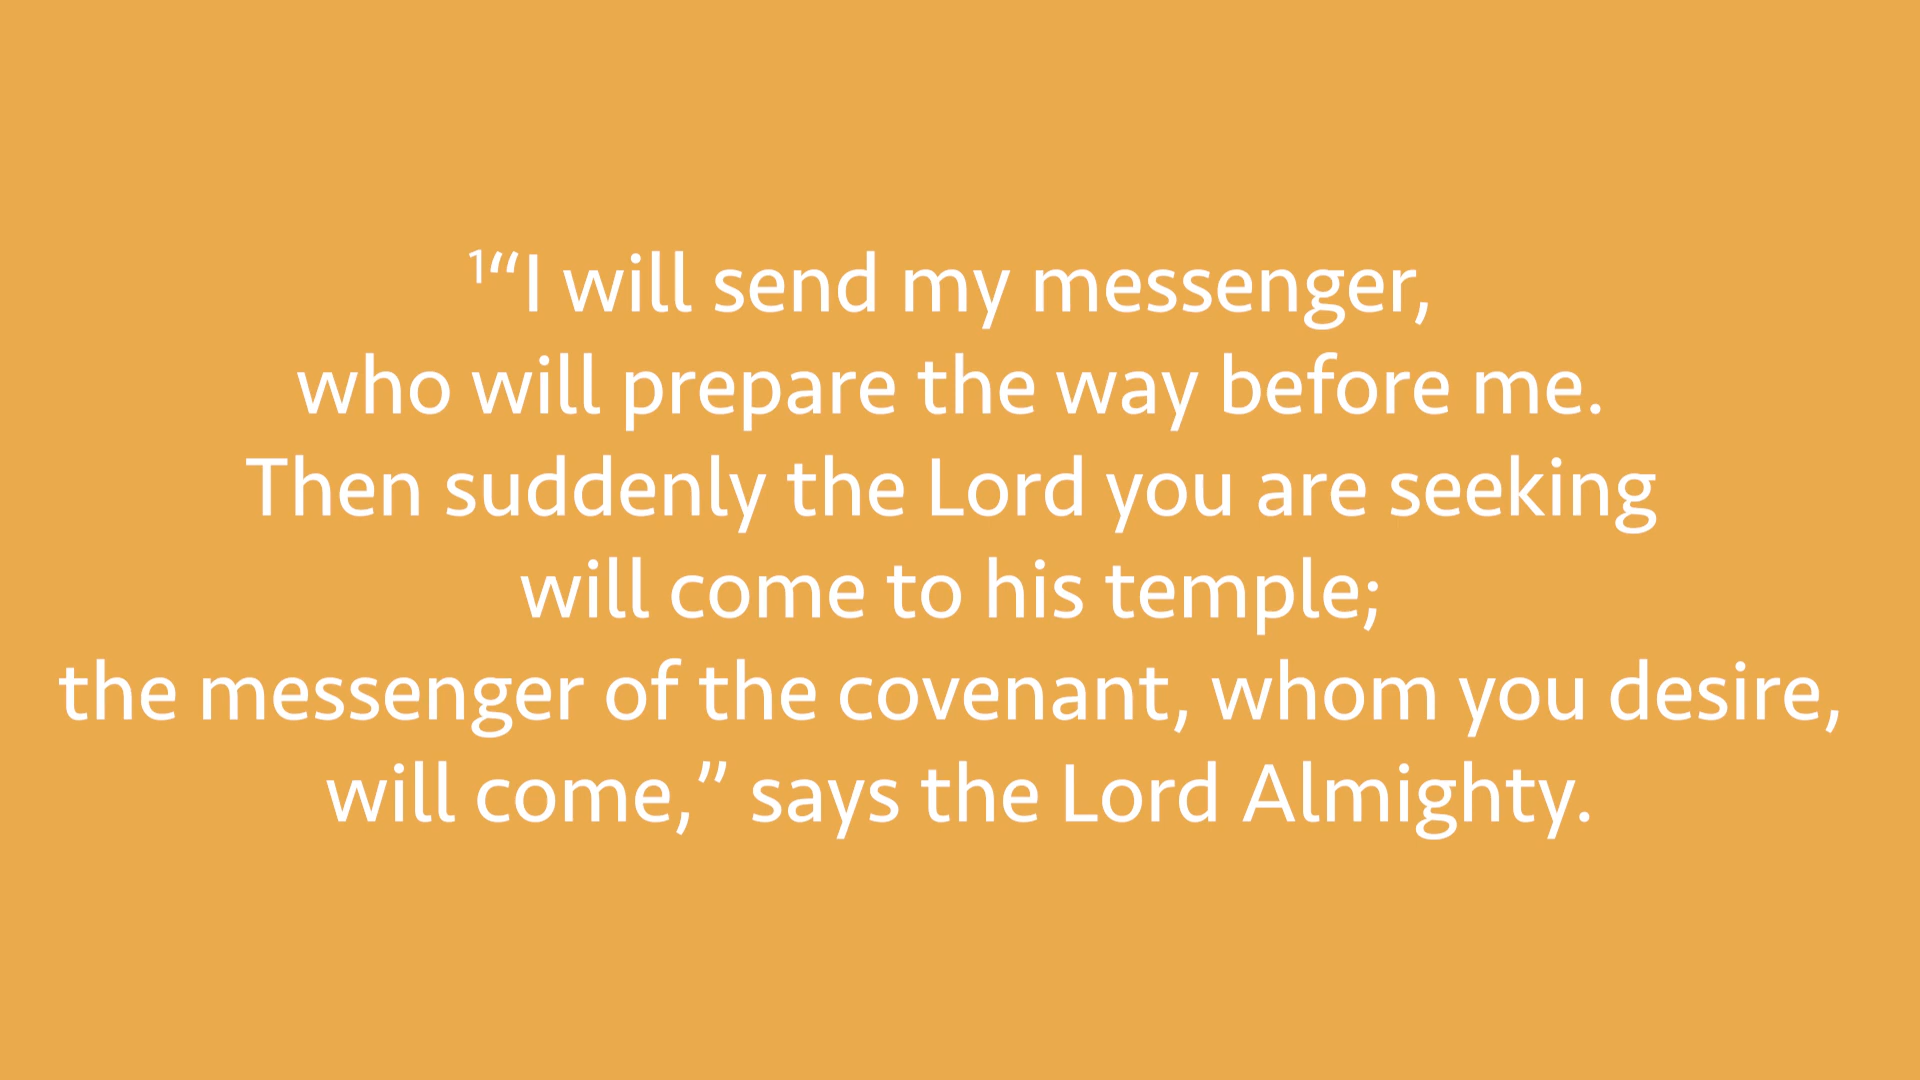 ¹“I will send my messenger,
who will prepare the way before me.
Then suddenly the Lord you are seeking
will come to his temple;
the messenger of the covenant, whom you desire,
will come,” says the Lord Almighty.